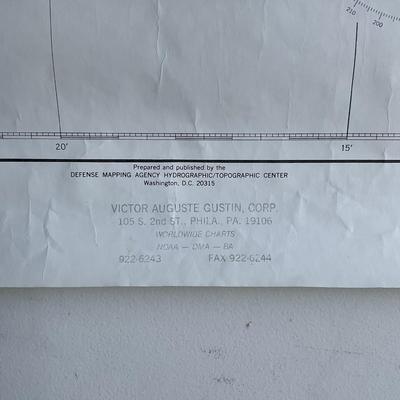 210
200
20'
15'
Prepared and published by the
DEFENSE MAPPING AGENCY HYDROGRAPHIC/TOPOGRAPHIC CENTER
Washington, D.C. 20315
VICTOR AUGUSTE GUSTIN, CORP.
105 S. 2nd ST., PHILA., PA. 19106
WORLDWIDE CHARTS
NOAA — DMA — BA
922-6243 FAX 922-6244